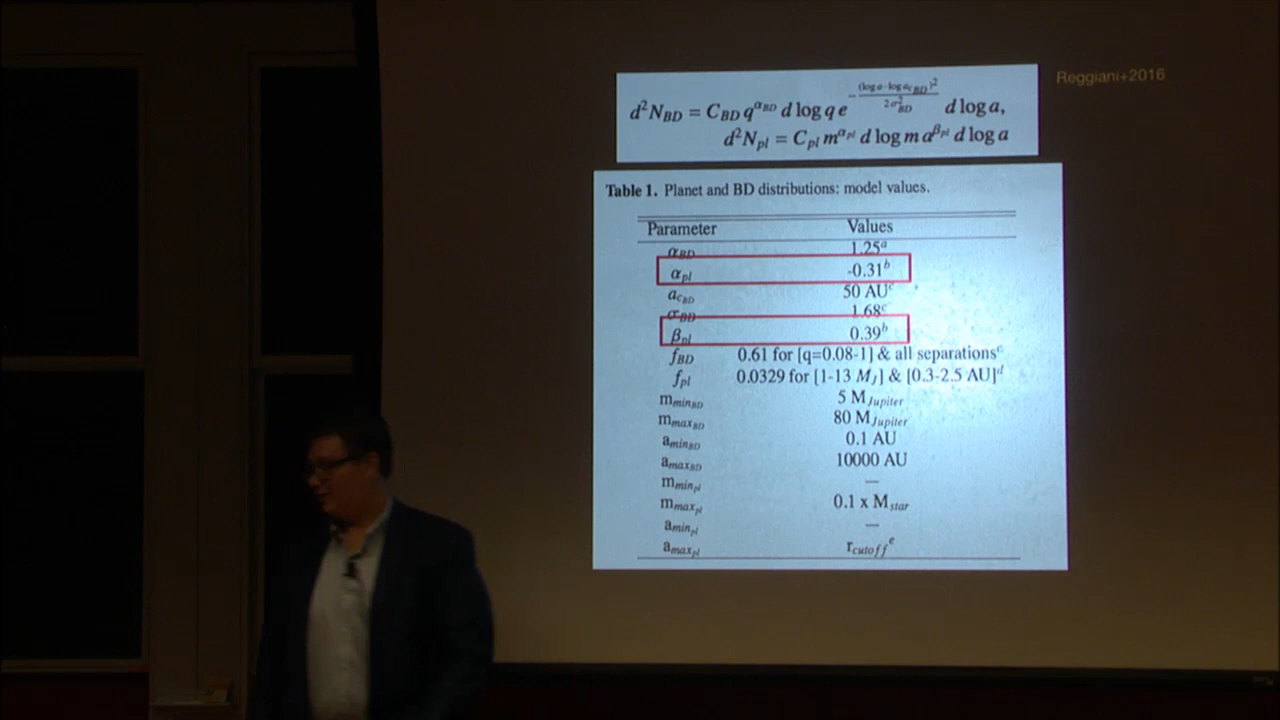 Reggiani+2016
d²N_BD = C_BD q^α_BD d log q e^−(log a−log a_c_BD)²/2σ²_BD d log a,
d²N_pl = C_pl m^α_pl d log m a^β_pl d log a
Table 1. Planet and BD distributions: model values.
Parameter Values
α_BD 1.25^a
α_pl -0.31^b
a_c_BD 50 AU^c
σ_BD 1.68^c
β_pl 0.39^b
f_BD 0.61 for [q=0.08-1] & all separations^c
f_pl 0.0329 for [1-13 M_J] & [0.3-2.5 AU]^d
m_min_BD 5 M_Jupiter
m_max_BD 80 M_Jupiter
a_min_BD 0.1 AU
a_max_BD 10000 AU
m_min_pl —
m_max_pl 0.1 x M_star
a_min_pl —
a_max_pl r_cutoff^e